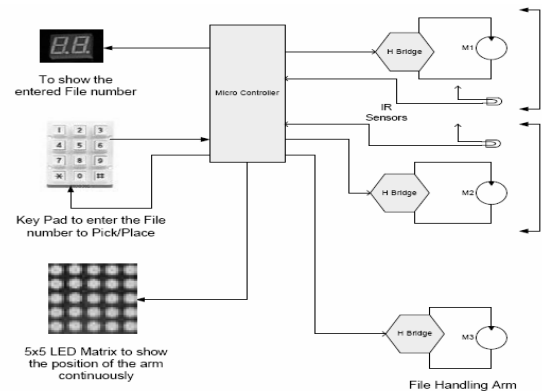 8.8.
To show the
entered File number
1 2 3
4 5 6
7 8 9
* 0 #
Key Pad to enter the File
number to Pick/Place
5x5 LED Matrix to show
the position of the arm
continuously
Micro Controller
H Bridge
M1
IR
Sensors
H Bridge
M2
H Bridge
M3
File Handling Arm